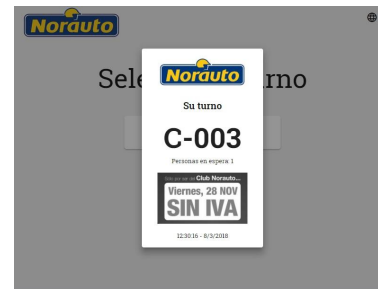 Norauto
Sele rno
Norauto
Su turno
C-003
Personas en espera: 1
Club Norauto...
Viernes, 28 NOV
SIN IVA
12:30:16 - 8/3/2018